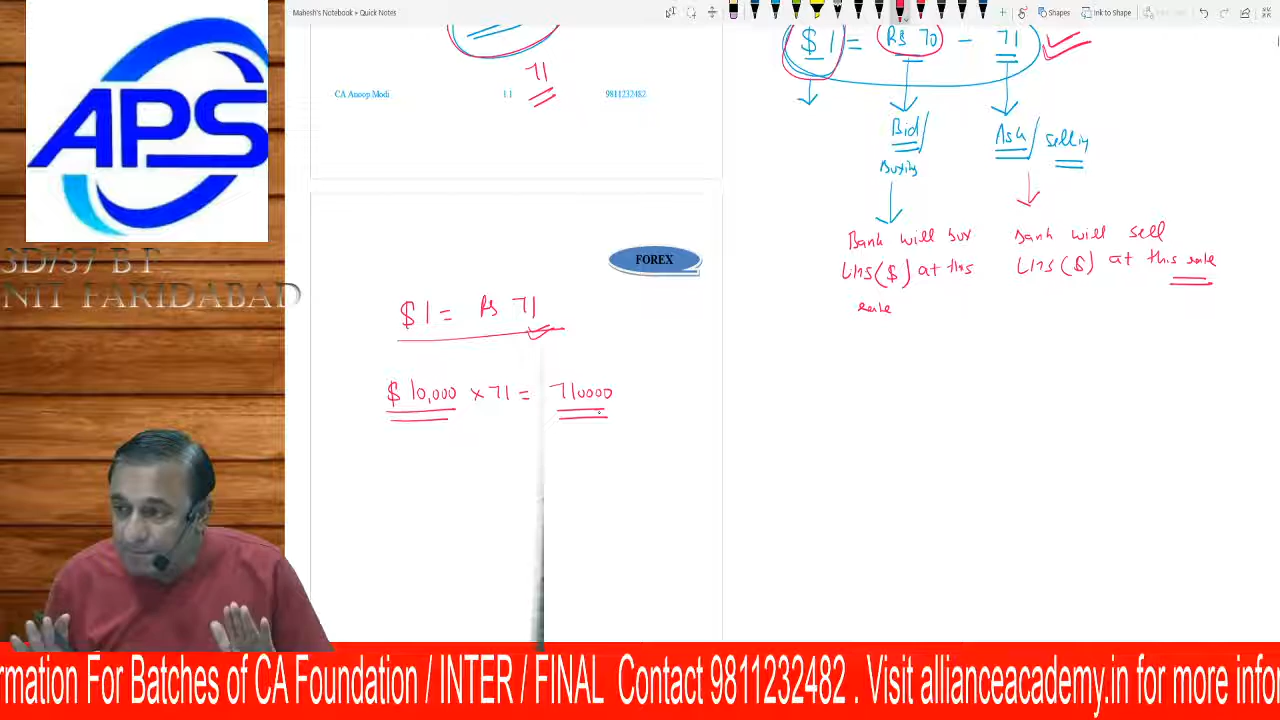 Mahesh's Notebook » Quick Notes
Shapes
Ink to Shape
APS
3D/37 B.P.
NIT FARIDABAD
71
CA Anoop Modi 11 9811232482
FOREX
$ 1 = Rs 71
$ 10,000 × 71 = 710000
$ 1 = Rs 70 - 71
Bid/
Buying
Bank will buy
LHS($) at this
rate
Ask/ Selling
Bank will sell
LHS($) at this rate
rmation For Batches of CA Foundation / INTER / FINAL Contact 9811232482 . Visit allianceacademy.in for more infor